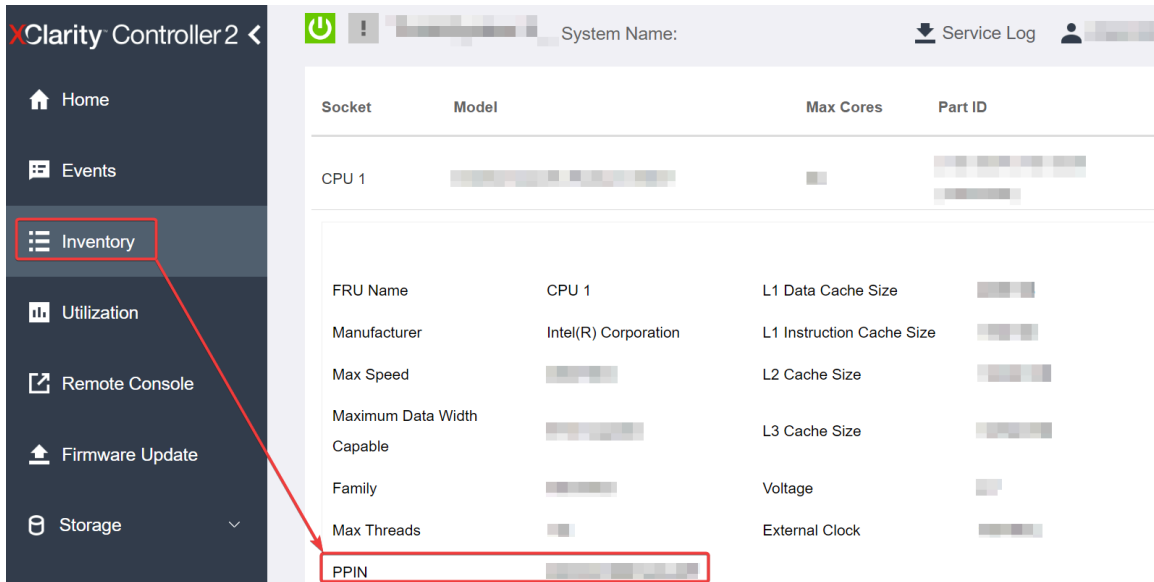 XClarity Controller 2
System Name:
Service Log
Home
Events
Inventory
Utilization
Remote Console
Firmware Update
Storage
Socket Model Max Cores Part ID
CPU 1
FRU Name CPU 1 L1 Data Cache Size
Manufacturer Intel(R) Corporation L1 Instruction Cache Size
Max Speed L2 Cache Size
Maximum Data Width
Capable L3 Cache Size
Family Voltage
Max Threads External Clock
PPIN